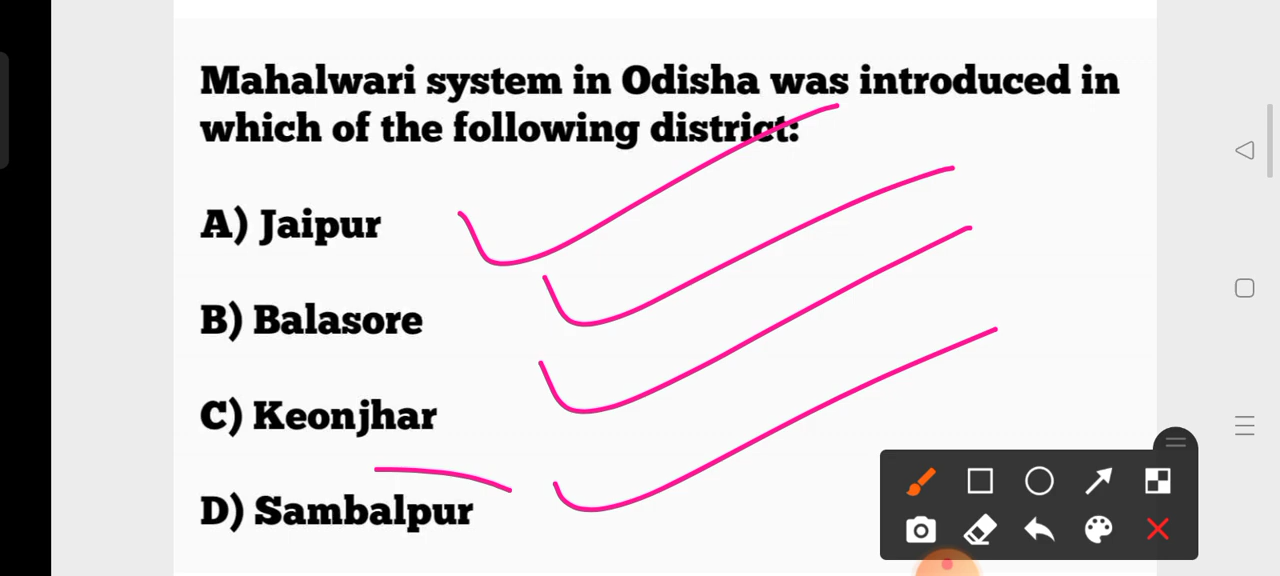 Mahalwari system in Odisha was introduced in
which of the following district:
A) Jaipur
B) Balasore
C) Keonjhar
D) Sambalpur